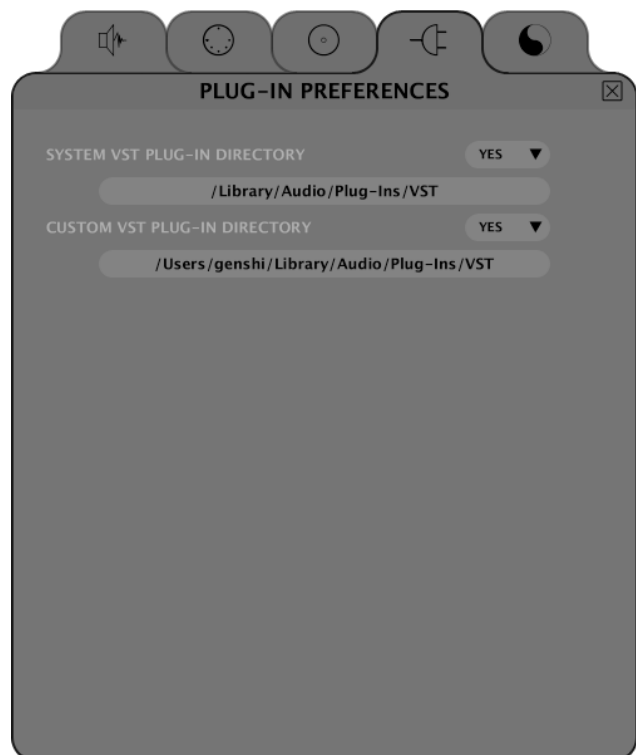 PLUG-IN PREFERENCES
SYSTEM VST PLUG-IN DIRECTORY YES
/Library/Audio/Plug-Ins/VST
CUSTOM VST PLUG-IN DIRECTORY YES
/Users/genshi/Library/Audio/Plug-Ins/VST